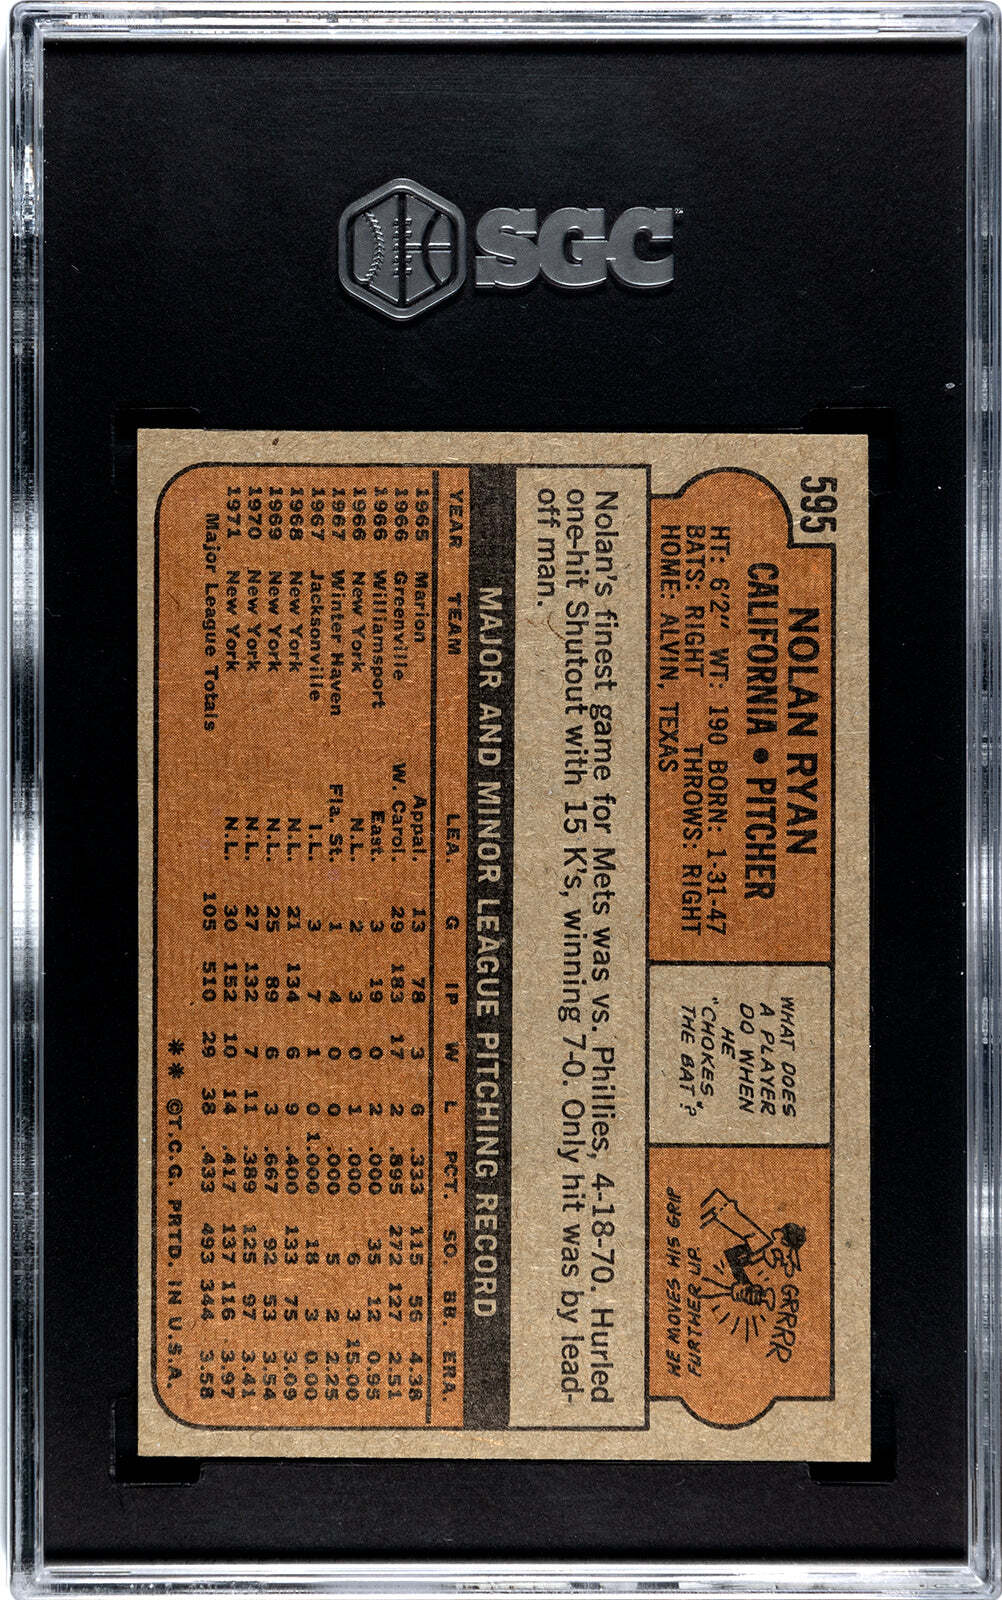 SGC
595
NOLAN RYAN
CALIFORNIA • PITCHER
HT: 6'2" WT: 190 BORN: 1-31-47
BATS: RIGHT THROWS: RIGHT
HOME: ALVIN, TEXAS
WHAT DOES
A PLAYER
DO WHEN
HE
"CHOKES
THE BAT"?
GRRRR
HE MOVES HIS GRIP
FURTHER UP
Nolan's finest game for Mets was vs. Phillies, 4-18-70. Hurled
one-hit Shutout with 15 K's, winning 7-0. Only hit was by lead-
off man.
MAJOR AND MINOR LEAGUE PITCHING RECORD
YEAR TEAM LEA. G IP W L PCT. SO. BB. ERA.
1965 Marion Appal. 13 78 3 6 .333 115 56 4.38
1966 Greenville W. Carol. 29 183 17 2 .895 272 127 2.51
1966 Williamsport East. 3 19 0 2 .000 35 12 0.95
1966 New York N.L. 2 3 0 1 .000 6 3 15.00
1967 Winter Haven Fla. St. 1 4 0 0 .000 5 2 2.25
1967 Jacksonville I.L. 3 7 1 0 1.000 18 3 0.00
1968 New York N.L. 21 134 6 9 .400 133 75 3.09
1969 New York N.L. 25 89 6 3 .667 92 53 3.54
1970 New York N.L. 27 132 7 11 .389 125 97 3.41
1971 New York N.L. 30 152 10 14 .417 137 116 3.97
Major League Totals 105 510 29 38 .433 493 344 3.58
* * ©T.C.G. PRTD. IN U.S.A.